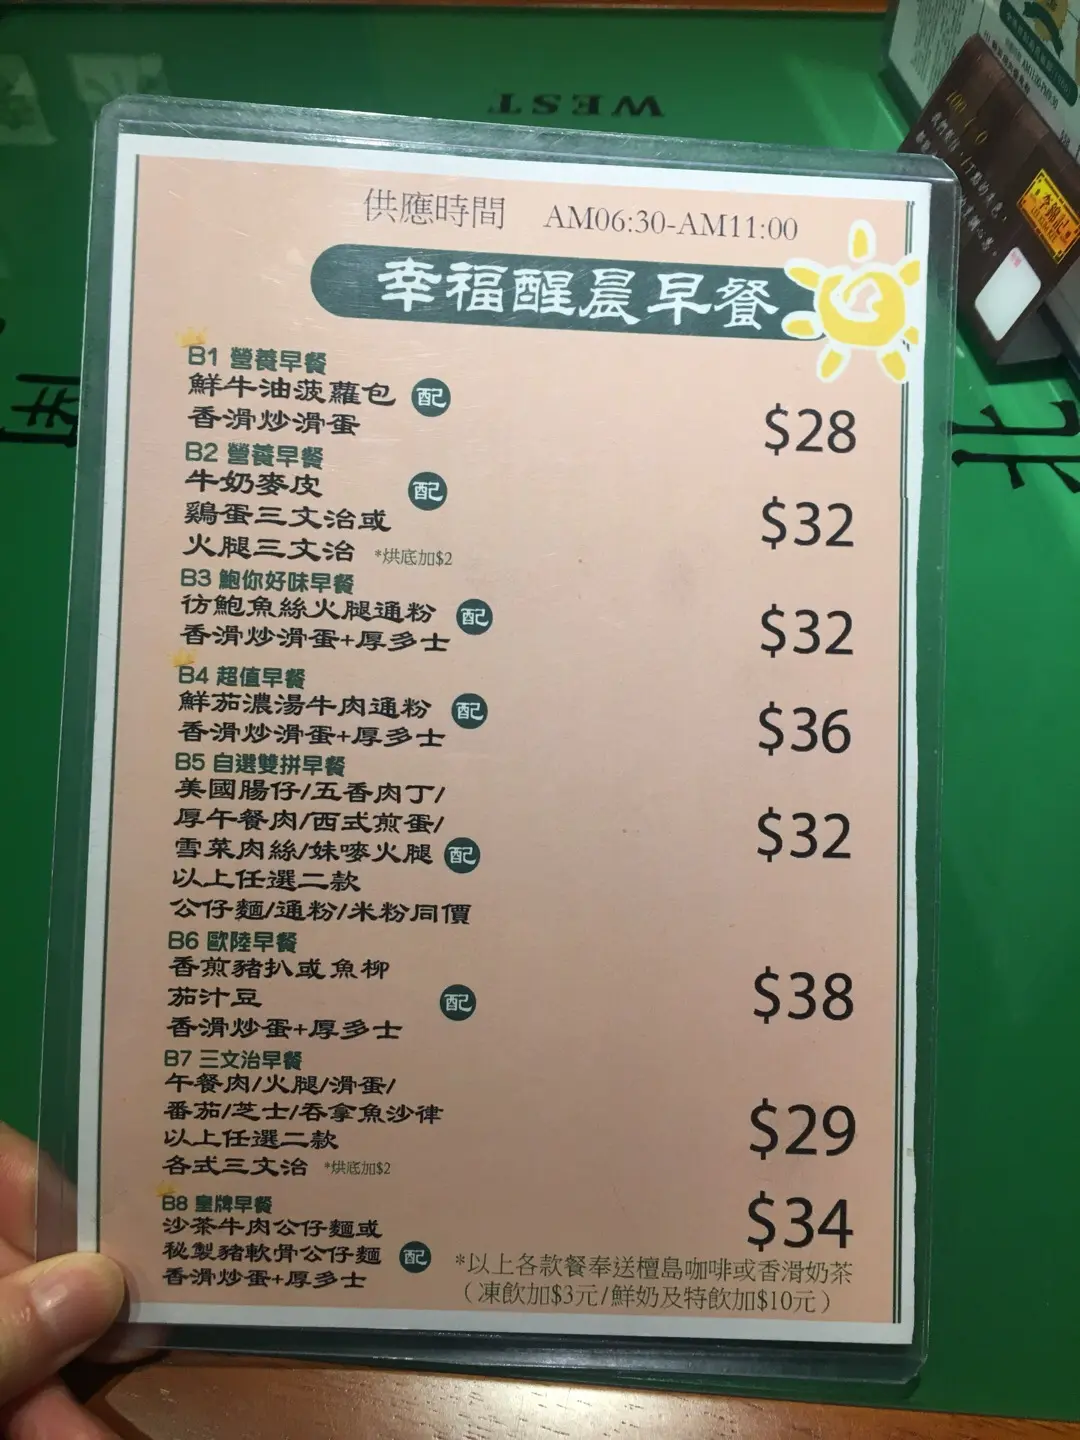 WEST
供應時間 AM06:30-AM11:00
幸福醒晨早餐
B1 營養早餐
鮮牛油菠蘿包 配
香滑炒滑蛋
$28
B2 營養早餐
牛奶麥皮 配
鷄蛋三文治或
火腿三文治 *烘底加$2
$32
B3 鮑你好味早餐
彷鮑魚絲火腿通粉 配
香滑炒滑蛋+厚多士
$32
B4 超值早餐
鮮茄濃湯牛肉通粉 配
香滑炒滑蛋+厚多士
$36
B5 自選雙拼早餐
美國腸仔/五香肉丁/
厚午餐肉/西式煎蛋/
雪菜肉絲/妹嘜火腿 配
以上任選二款
公仔麵/通粉/米粉同價
$32
B6 歐陸早餐
香煎豬扒或魚柳
茄汁豆 配
香滑炒蛋+厚多士
$38
B7 三文治早餐
午餐肉/火腿/滑蛋/
番茄/芝士/吞拿魚沙律
以上任選二款
各式三文治 *烘底加$2
$29
B8 皇牌早餐
沙茶牛肉公仔麵或
秘製豬軟骨公仔麵 配
香滑炒蛋+厚多士
$34
*以上各款餐奉送檀島咖啡或香滑奶茶
（凍飲加$3元/鮮奶及特飲加$10元）
北